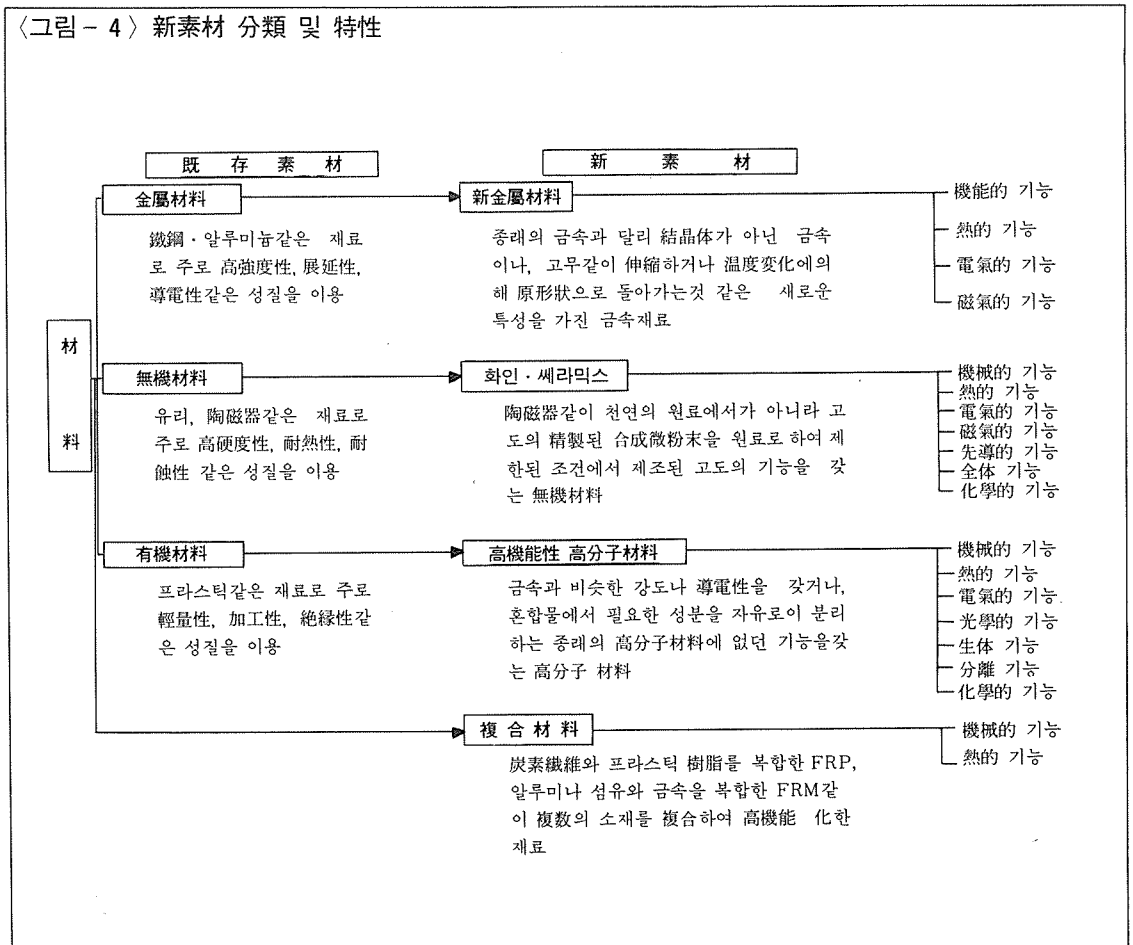 〈그림 - 4〉 新素材 分類 및 特性
既 存 素 材
新 素 材
材 料
金屬材料
鐵鋼·알루미늄같은 재료
로 주로 高強度性, 展延性,
導電性같은 성질을 이용
新金屬材料
종래의 금속과 달리 結晶体가 아닌 금속
이나, 고무같이 伸縮하거나 温度変化에의
해 原形狀으로 돌아가는것 같은 새로운
특성을 가진 금속재료
機能的 기능
熱的 기능
電氣的 기능
磁氣的 기능
無機材料
유리, 陶磁器같은 재료로
주로 高硬度性, 耐熱性, 耐
蝕性 같은 성질을 이용
화인·쎄라믹스
陶磁器같이 천연의 원료에서가 아니라 고
도의 精製된 合成微粉末을 원료로 하여 제
한된 조건에서 제조된 고도의 기능을 갖
는 無機材料
機械的 기능
熱的 기능
電氣的 기능
磁氣的 기능
先導的 기능
全体 기능
化學的 기능
有機材料
프라스틱같은 재료로 주로
輕量性, 加工性, 絶縁性같
은 성질을 이용
高機能性 高分子材料
금속과 비슷한 강도나 導電性을 갖거나,
혼합물에서 필요한 성분을 자유로이 분리
하는 종래의 高分子材料에 없던 기능을갖
는 高分子 材料
機械的 기능
熱的 기능
電氣的 기능
光學的 기능
生体 기능
分離 기능
化學的 기능
複 合 材 料
炭素纖維와 프라스틱 樹脂를 복합한 FRP,
알루미나 섬유와 금속을 복합한 FRM같
이 複数의 소재를 複合하여 高機能 化한
재료
機械的 기능
熱的 기능